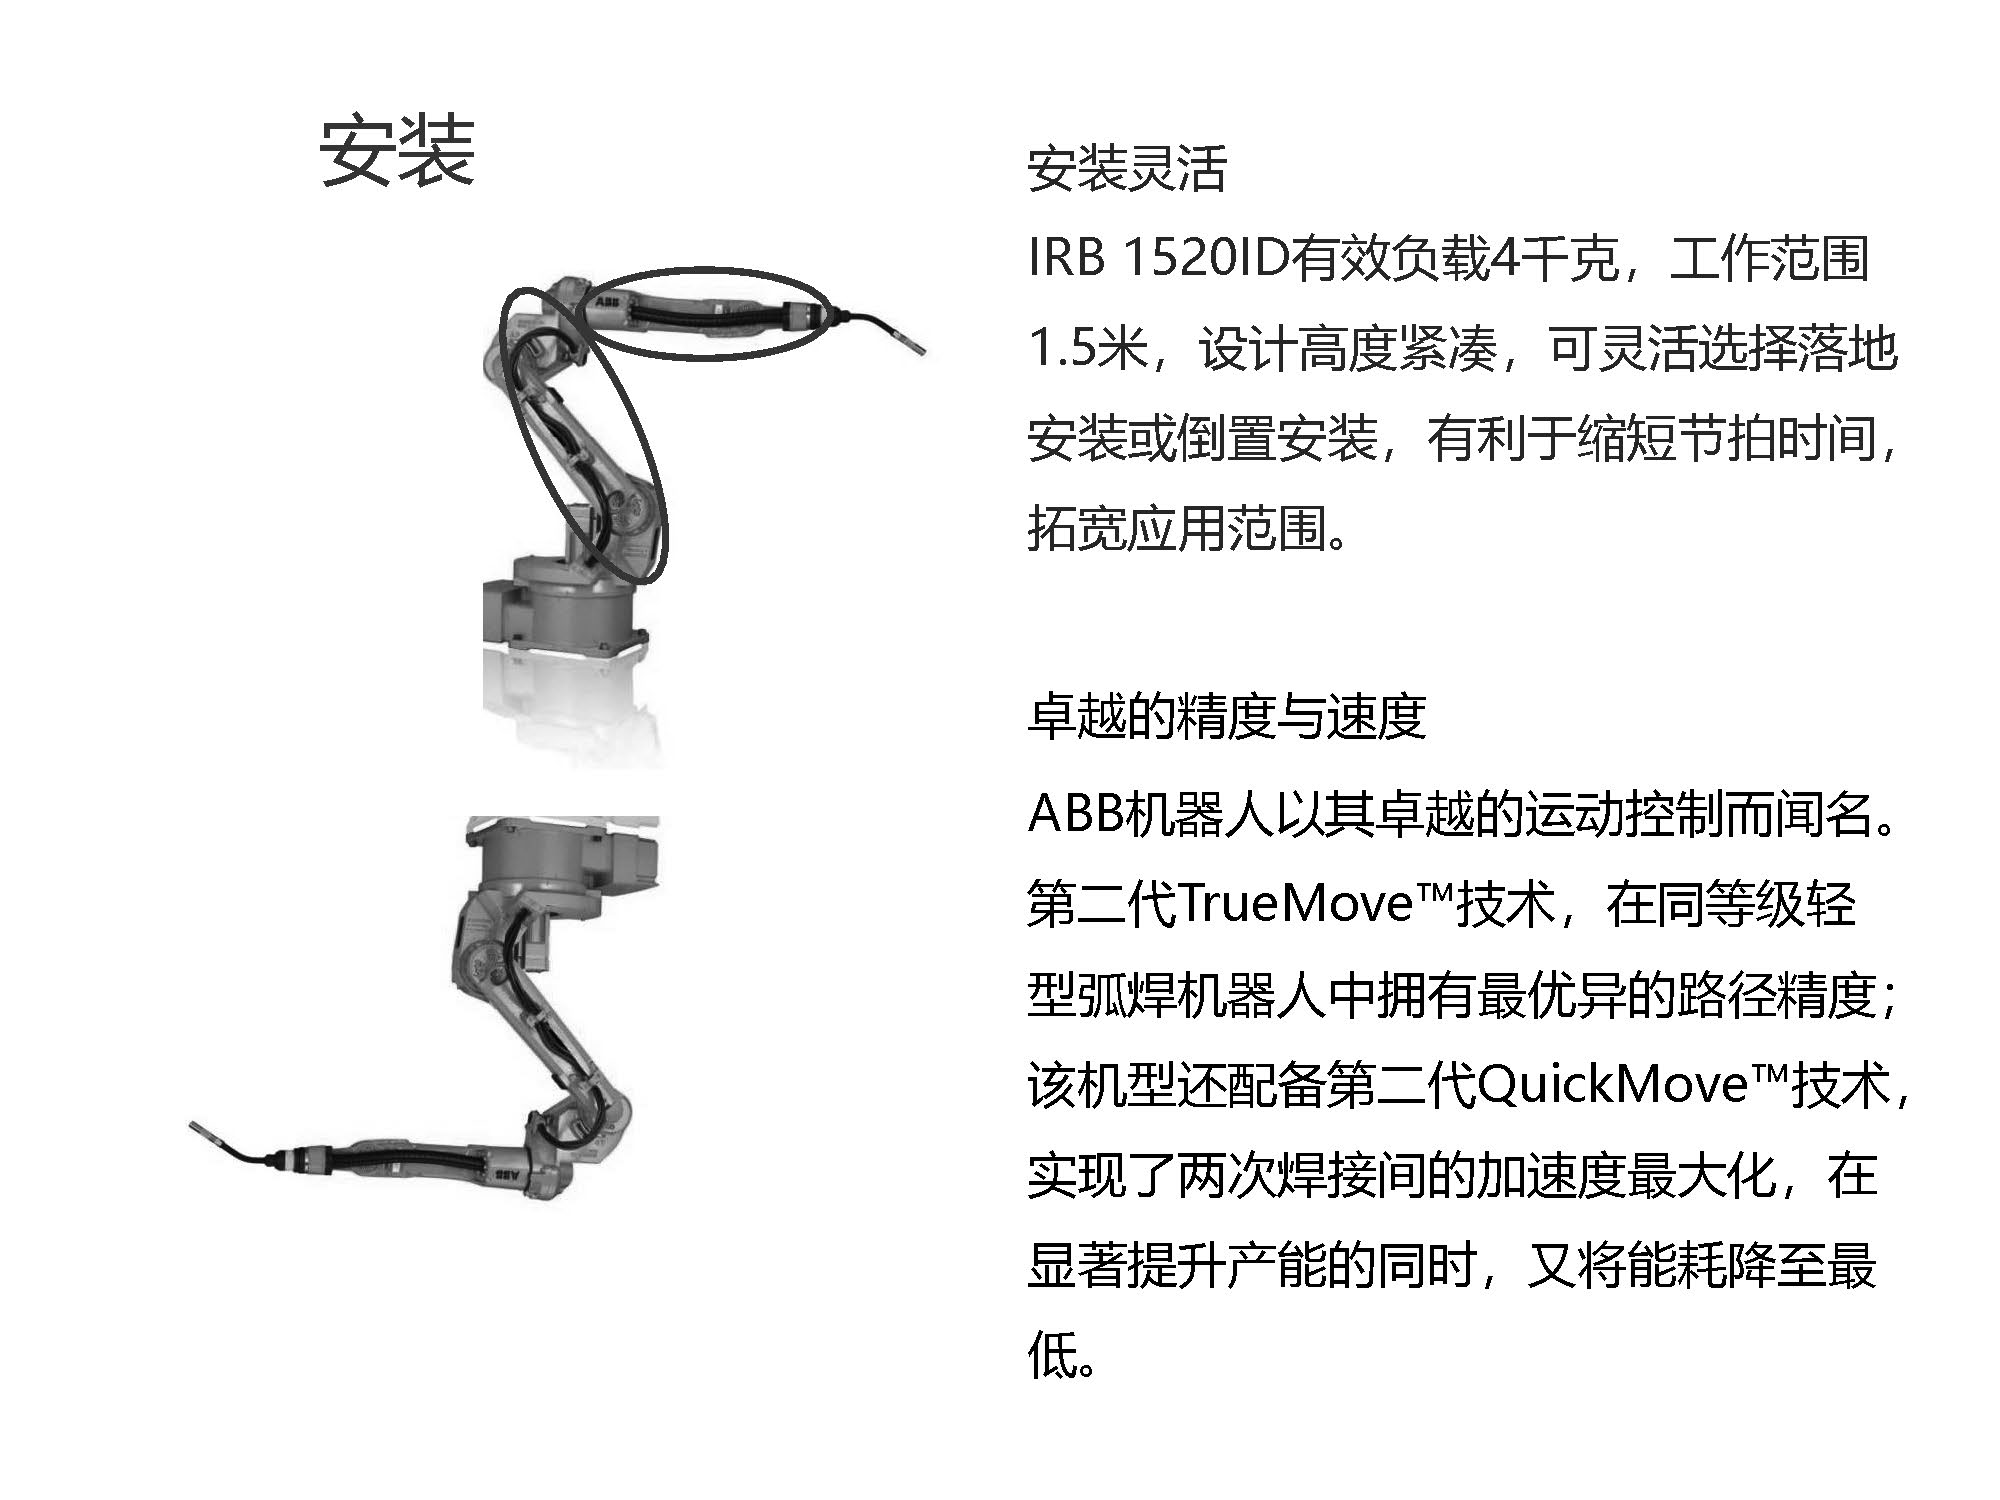 安装
ABB
安装灵活
IRB 1520ID有效负载4千克，工作范围
1.5米，设计高度紧凑，可灵活选择落地
安装或倒置安装，有利于缩短节拍时间，
拓宽应用范围。
卓越的精度与速度
ABB机器人以其卓越的运动控制而闻名。
第二代TrueMove™技术，在同等级轻
型弧焊机器人中拥有最优异的路径精度；
该机型还配备第二代QuickMove™技术，
实现了两次焊接间的加速度最大化，在
显著提升产能的同时，又将能耗降至最
低。
ABB